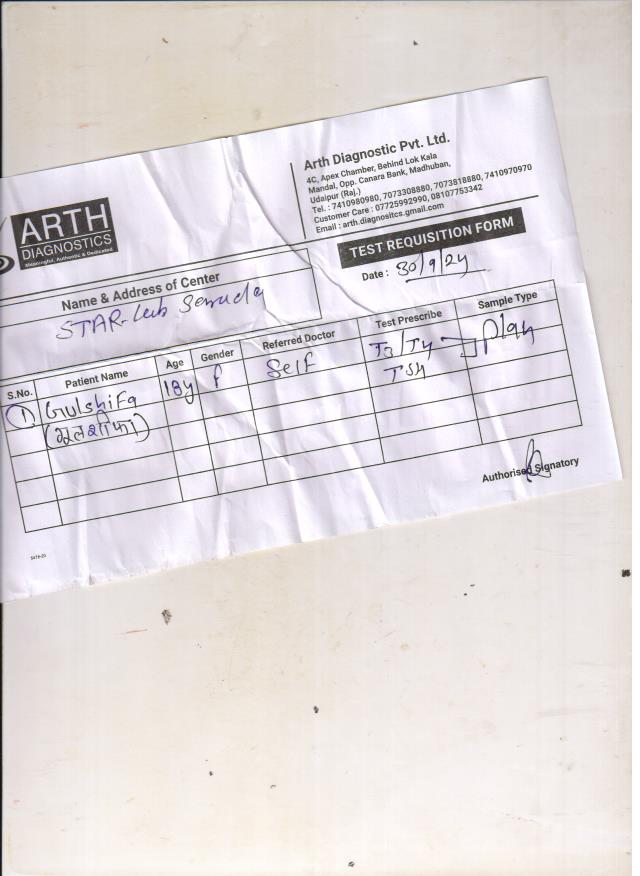 ARTH
DIAGNOSTICS
Meaningful, Authentic & Dedicated
Arth Diagnostic Pvt. Ltd.
4C, Apex Chamber, Behind Lok Kala
Mandal, Opp. Canara Bank, Madhuban,
Udaipur (Raj.)
Tel. : 7410980980, 7073308880, 7073818880, 7410970970
Customer Care : 07725992990, 08107753342
Email : arth.diagnositcs.gmail.com
TEST REQUISITION FORM
Date : 30/9/24
Name & Address of Center
STAR-Lab
S.No. Patient Name Age Gender Referred Doctor Test Prescribe Sample Type
1 Gulshifa 18y f Self T3/T4
(गुलशीफा) TSH
Authorised Signatory